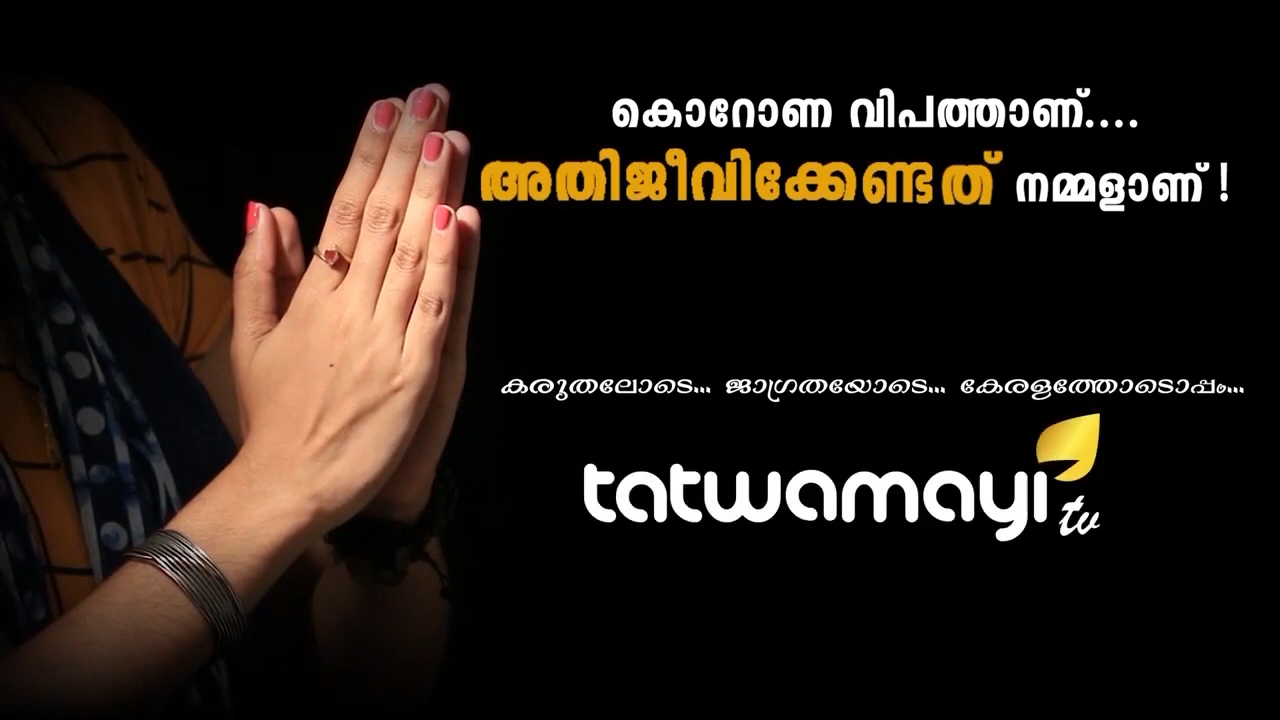 കൊറോണ വിപത്താണ്....
അതിജീവിക്കേണ്ടത് നമ്മളാണ് !
കരുതലോടെ... ജാഗ്രതയോടെ... കേരളത്തോടൊപ്പം...
tatwamayi
tv